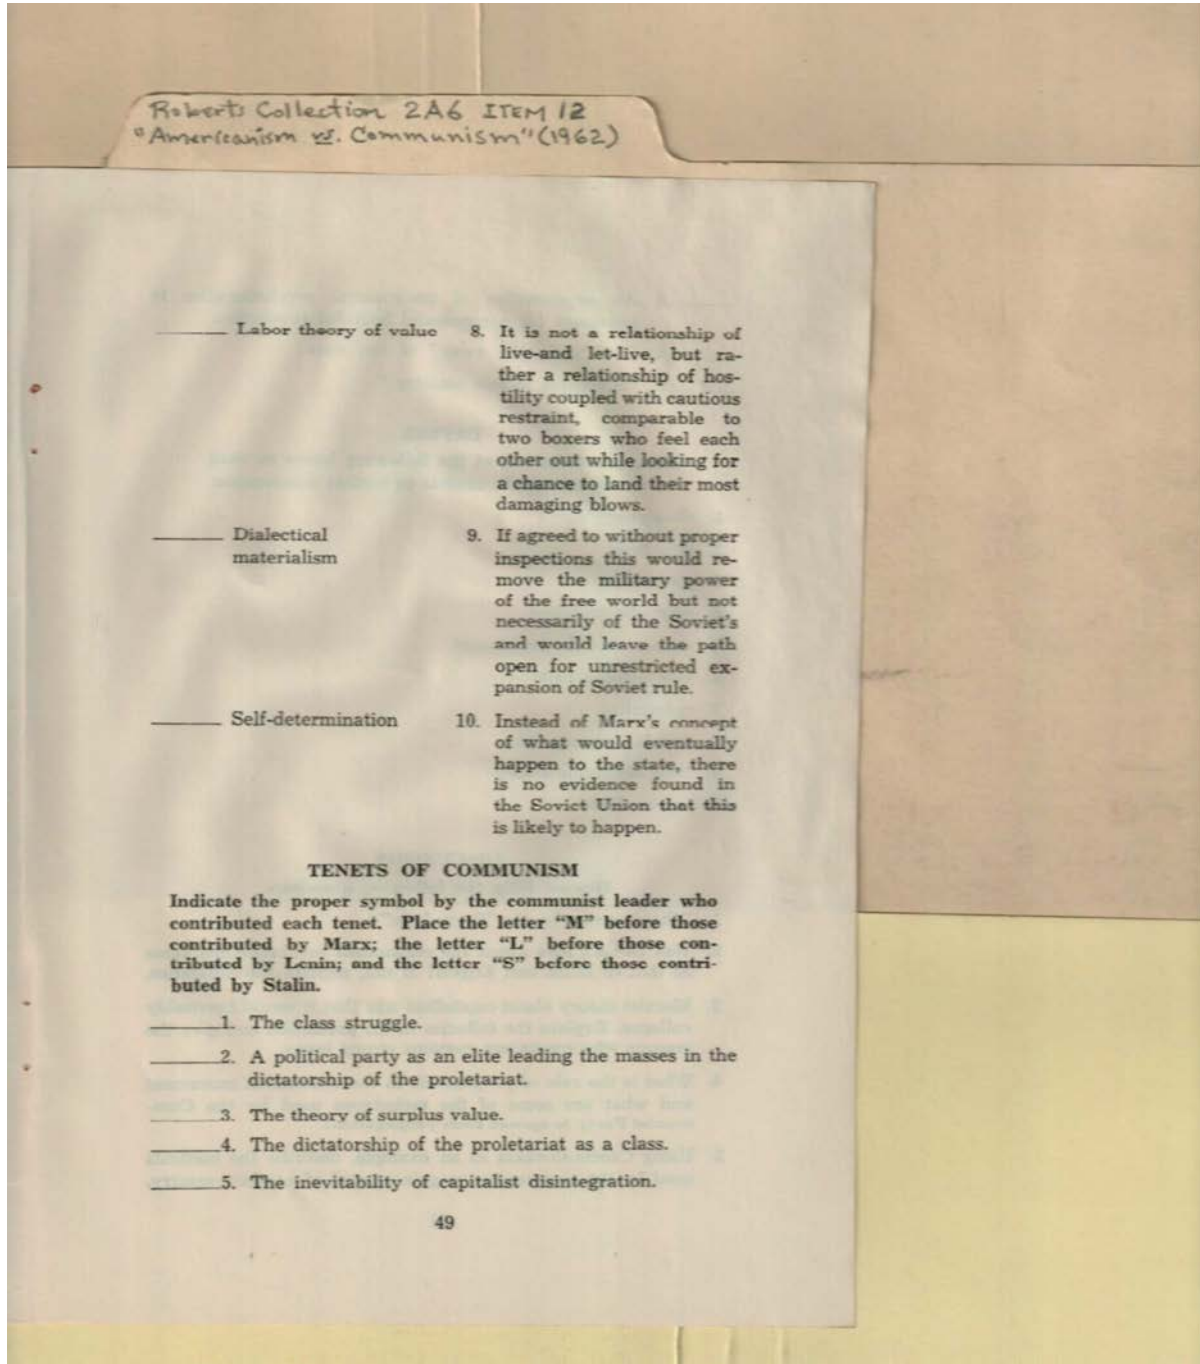 Roberts Collection 2A6 ITEM 12
"Americanism vs. Communism" (1962)
______ Labor theory of value 8. It is not a relationship of
live-and let-live, but ra-
ther a relationship of hos-
tility coupled with cautious
restraint, comparable to
two boxers who feel each
other out while looking for
a chance to land their most
damaging blows.
______ Dialectical 9. If agreed to without proper
materialism inspections this would re-
move the military power
of the free world but not
necessarily of the Soviet's
and would leave the path
open for unrestricted ex-
pansion of Soviet rule.
______ Self-determination 10. Instead of Marx's concept
of what would eventually
happen to the state, there
is no evidence found in
the Soviet Union that this
is likely to happen.
TENETS OF COMMUNISM
Indicate the proper symbol by the communist leader who
contributed each tenet. Place the letter “M” before those
contributed by Marx; the letter “L” before those con-
tributed by Lenin; and the letter “S” before those contri-
buted by Stalin.
______1. The class struggle.
______2. A political party as an elite leading the masses in the
dictatorship of the proletariat.
______3. The theory of surplus value.
______4. The dictatorship of the proletariat as a class.
______5. The inevitability of capitalist disintegration.
49